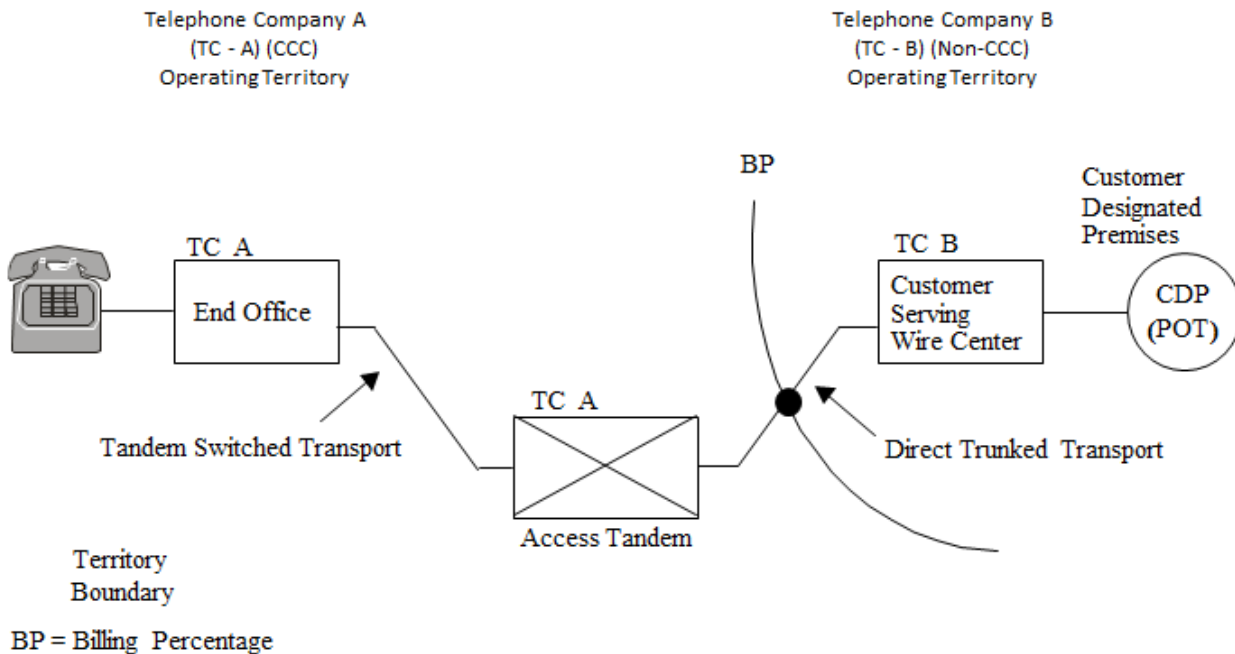 Telephone Company A
(TC - A) (CCC)
Operating Territory
Telephone Company B
(TC - B) (Non-CCC)
Operating Territory
BP
Customer
Designated
Premises
TC A
End Office
TC B
Customer
Serving
Wire Center
CDP
(POT)
Tandem Switched Transport
TC A
Access Tandem
Direct Trunked Transport
Territory
Boundary
BP = Billing Percentage